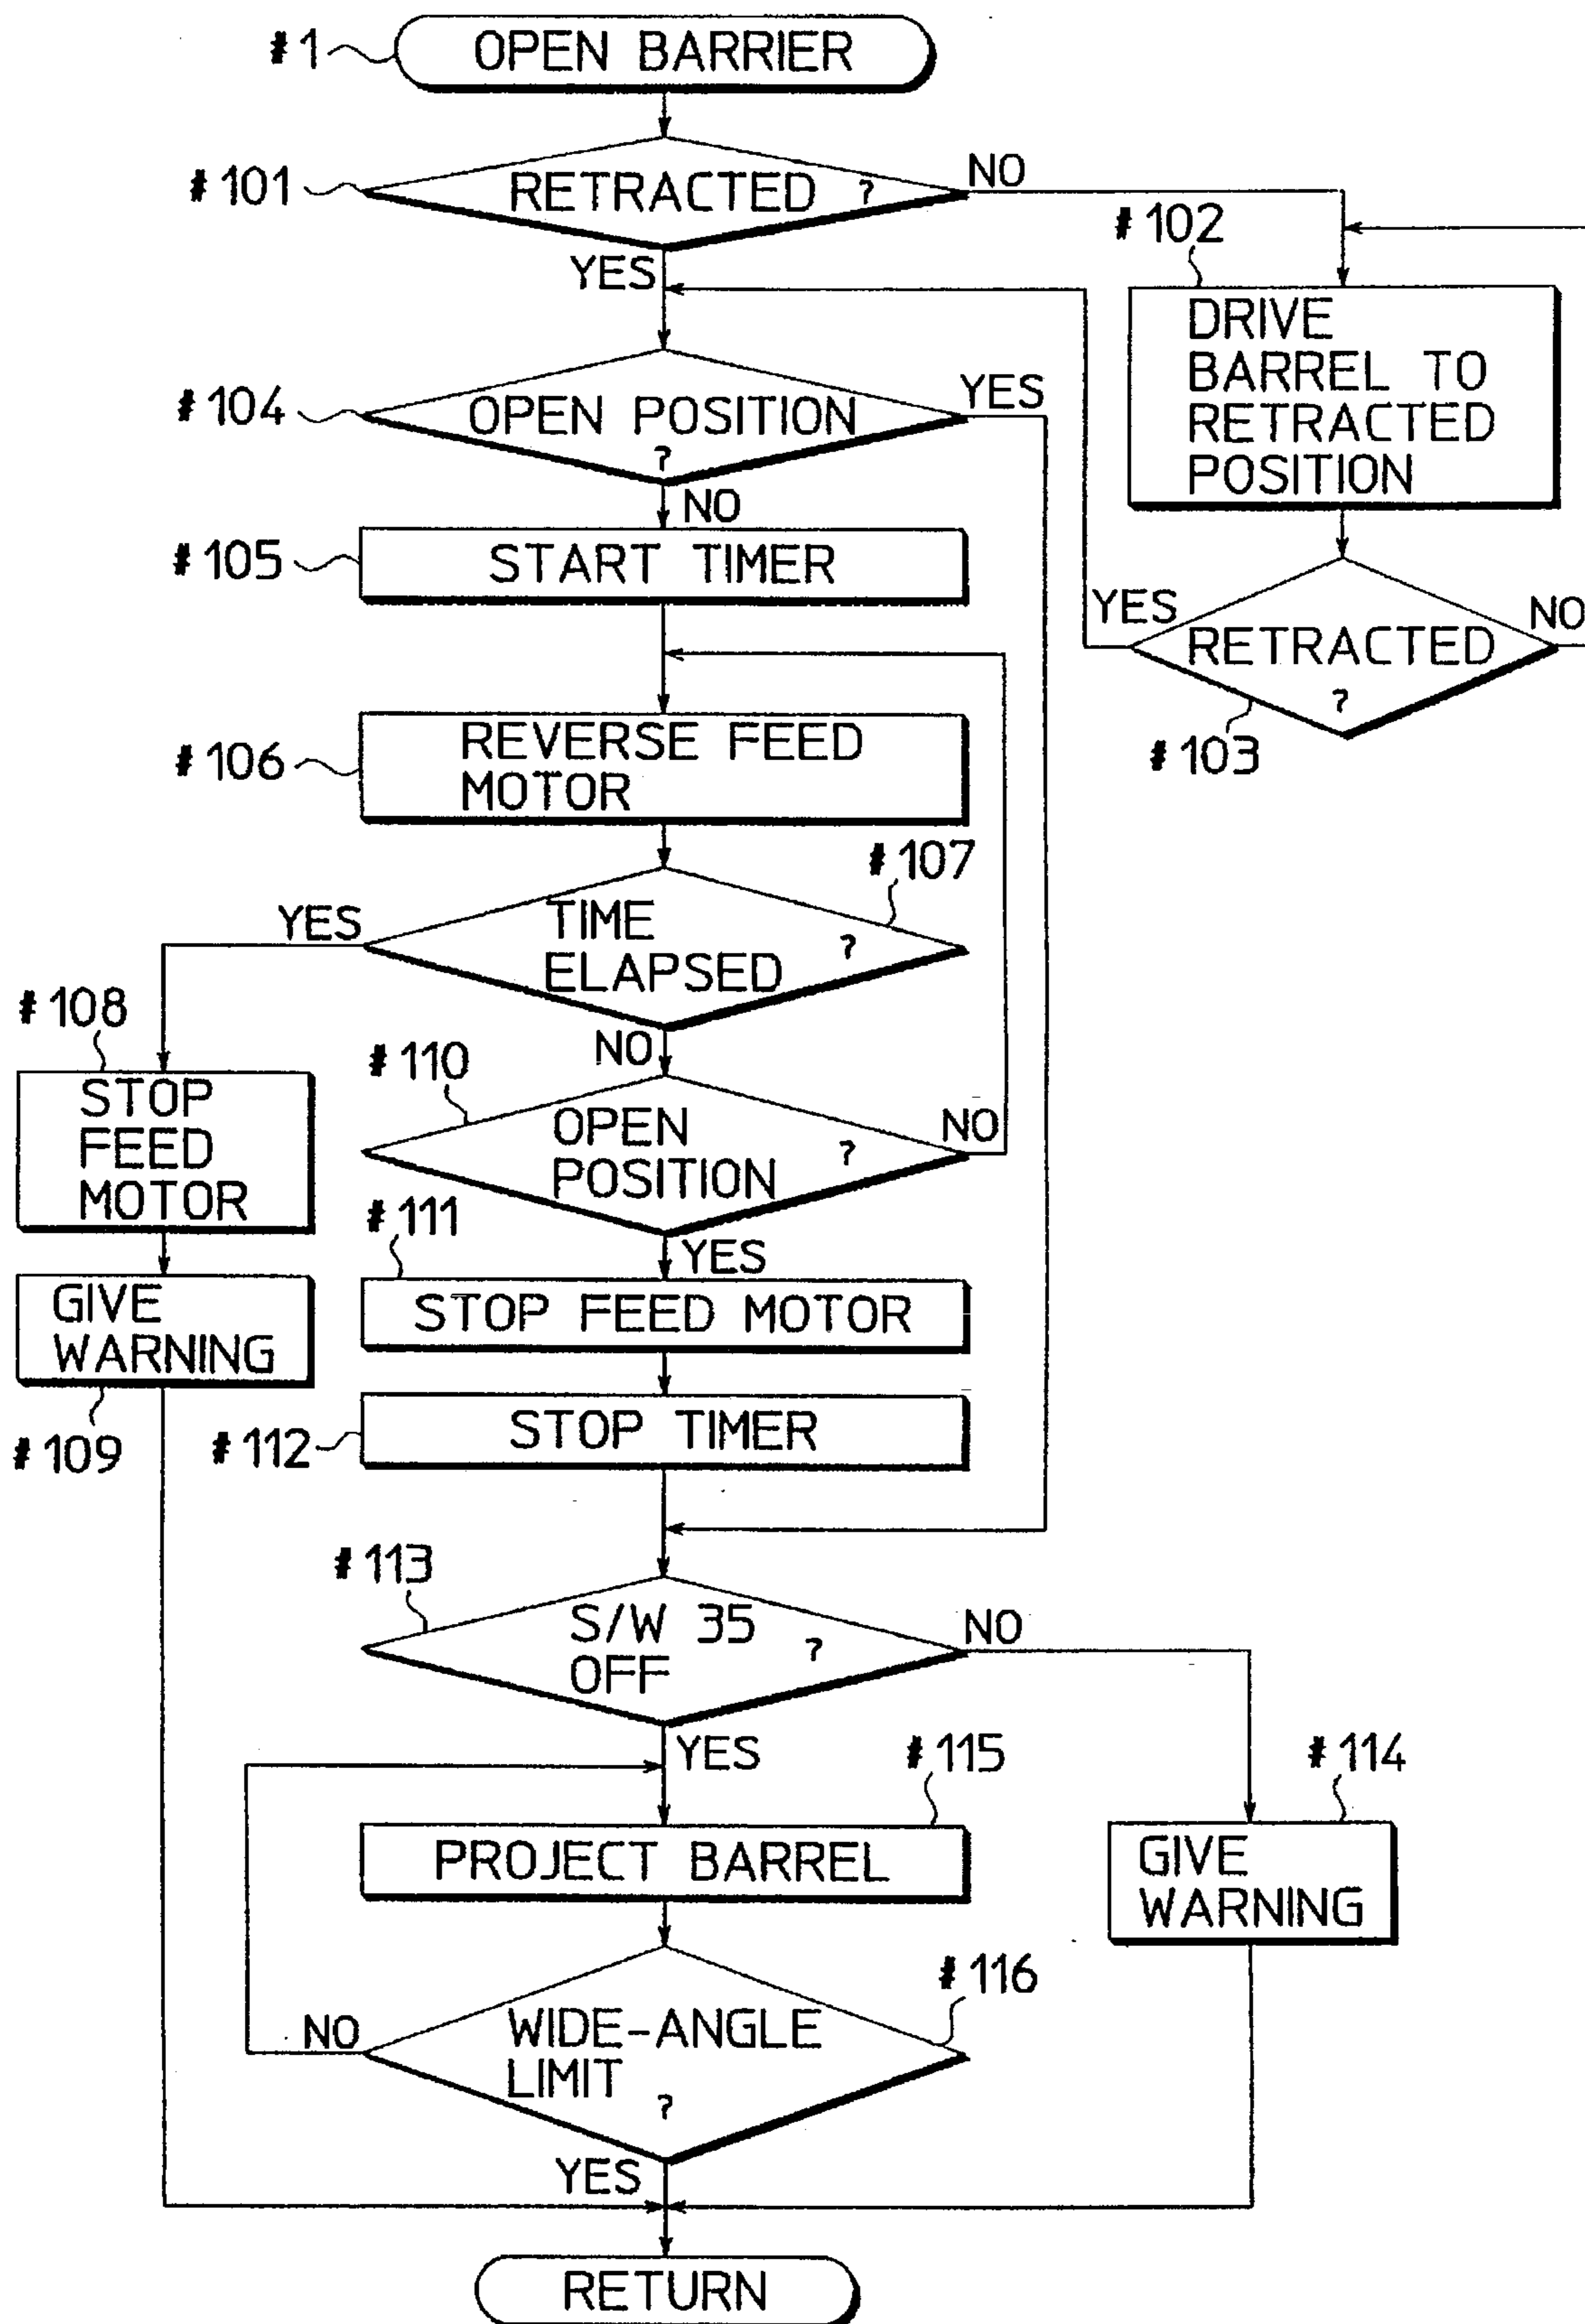 #1
OPEN BARRIER
#101
RETRACTED ?
NO
YES
#102
DRIVE
BARREL TO
RETRACTED
POSITION
#104
OPEN POSITION
?
YES
NO
#105
START TIMER
YES
RETRACTED
?
NO
#103
#106
REVERSE FEED
MOTOR
#107
TIME
ELAPSED ?
YES
NO
#108
STOP
FEED
MOTOR
#110
OPEN
POSITION ?
NO
YES
#109
GIVE
WARNING
#111
STOP FEED MOTOR
#112
STOP TIMER
#113
S/W 35
OFF ?
NO
YES
#115
PROJECT BARREL
#114
GIVE
WARNING
#116
WIDE-ANGLE
LIMIT
?
NO
YES
RETURN